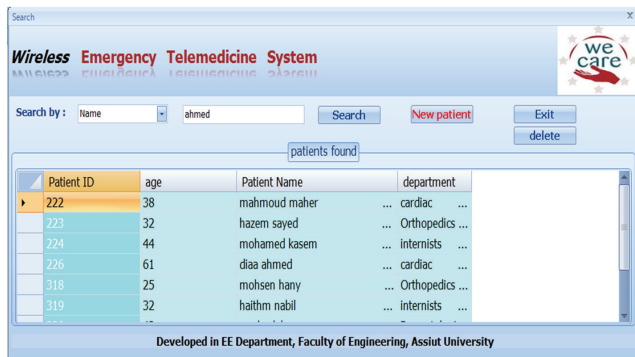 Search x
Wireless Emergency Telemedicine System
we
care
Search by : Name ahmed Search New patient Exit
delete
patients found
Patient ID age Patient Name department
222 38 mahmoud maher ... cardiac ...
223 32 hazem sayed ... Orthopedics ...
224 44 mohamed kasem ... internists ...
226 61 diaa ahmed ... cardiac ...
318 25 mohsen hany ... Orthopedics ...
319 32 haithm nabil ... internists ...
Developed in EE Department, Faculty of Engineering, Assiut University